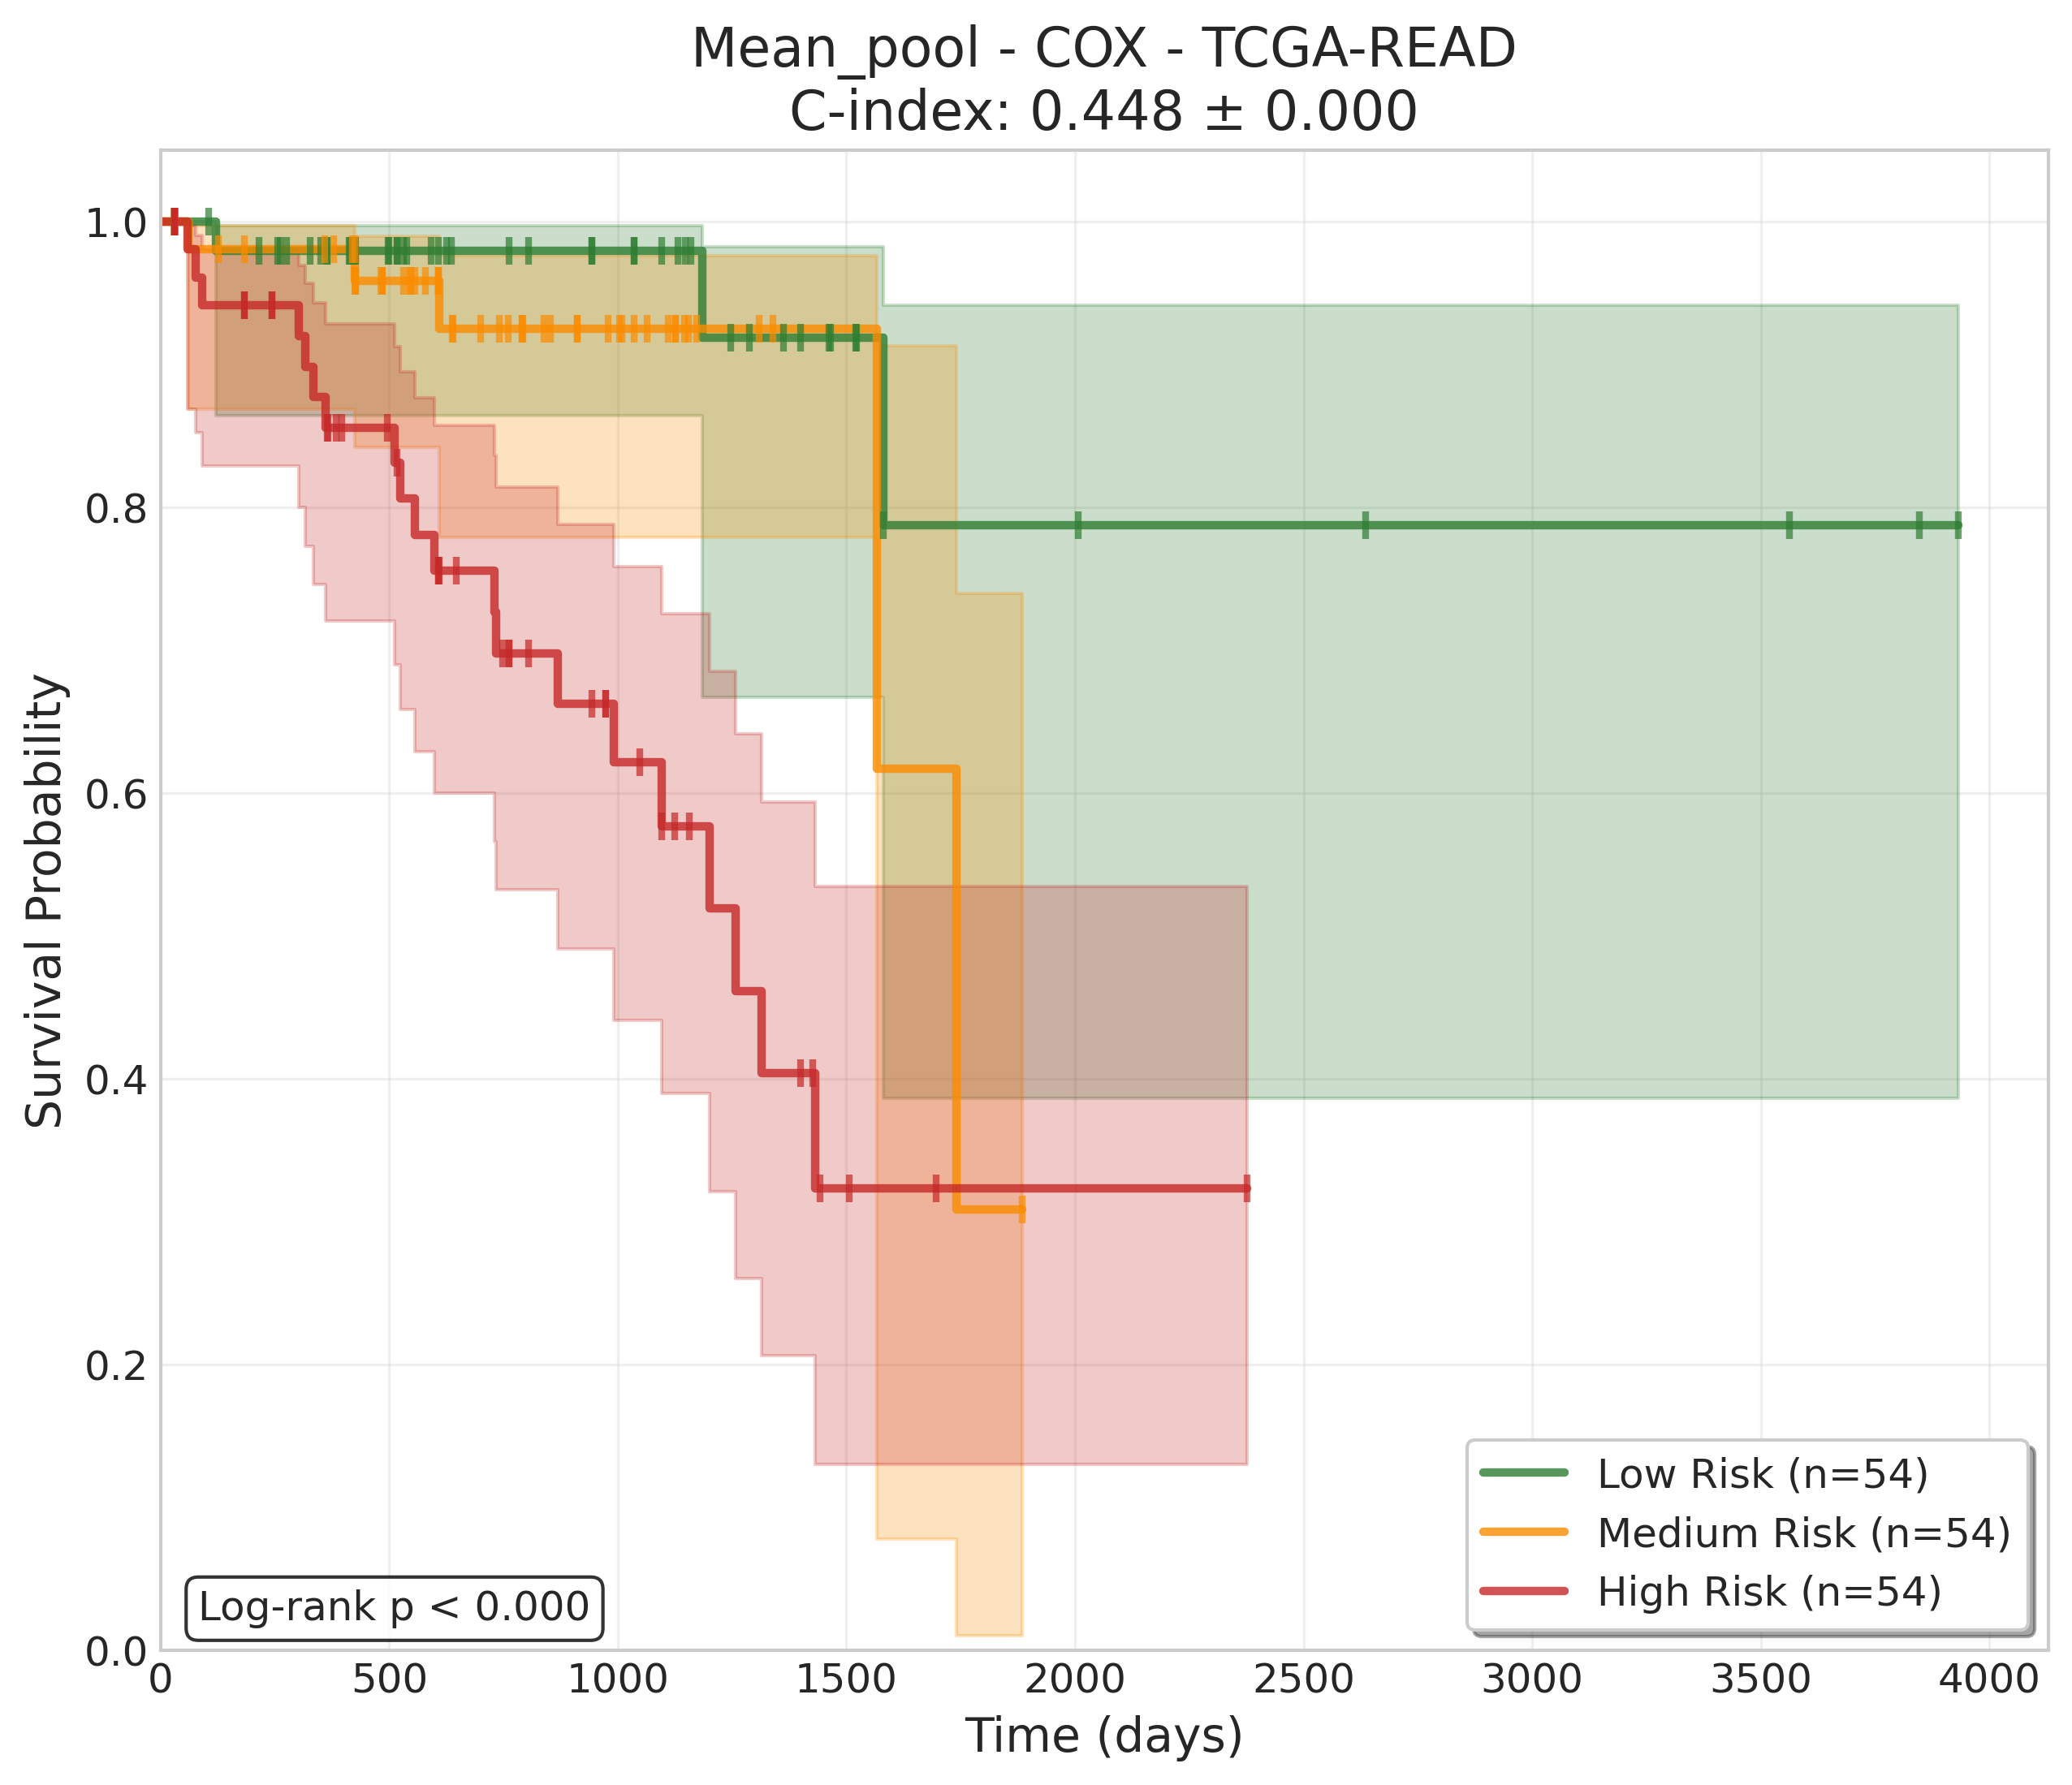 Mean_pool - COX - TCGA-READ
C-index: 0.448 ± 0.000
Survival Probability
1.0
0.8
0.6
0.4
0.2
0.0
Log-rank p < 0.000
Low Risk (n=54)
Medium Risk (n=54)
High Risk (n=54)
0 500 1000 1500 2000 2500 3000 3500 4000
Time (days)